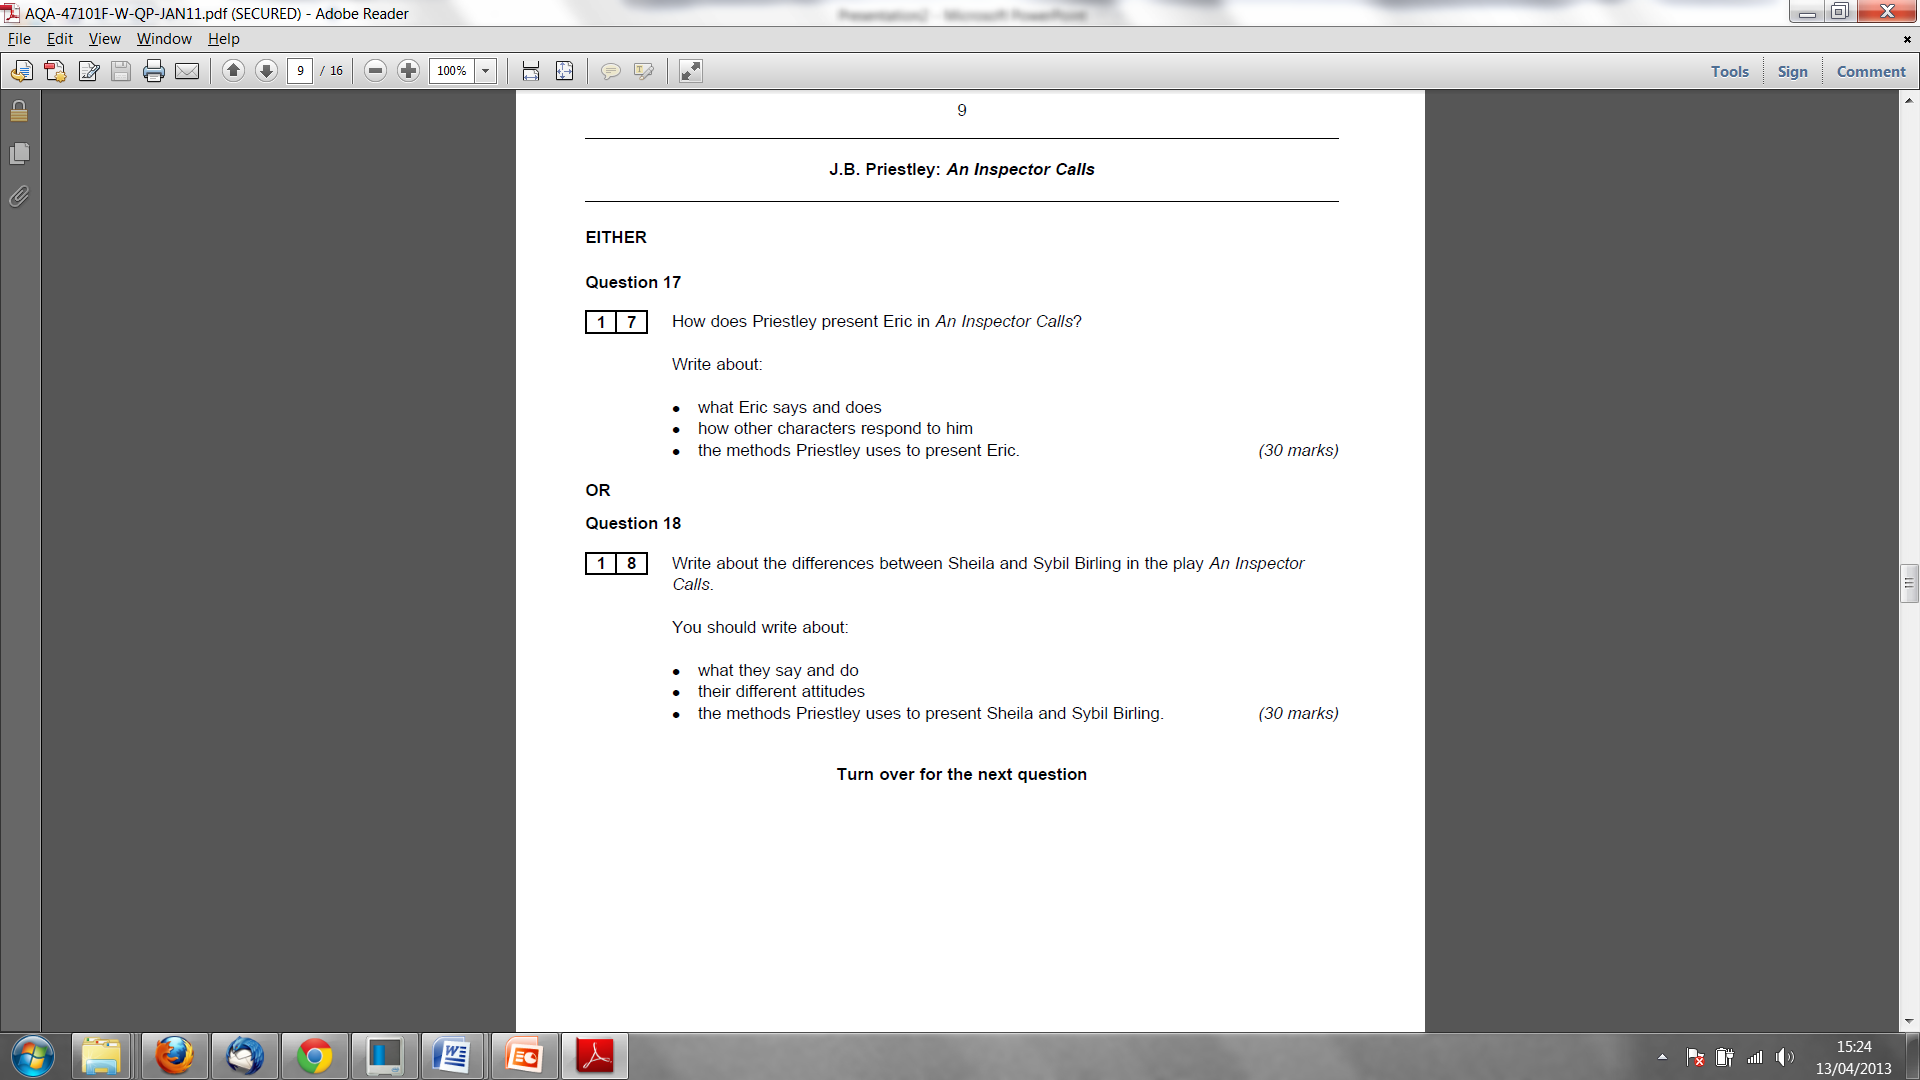 AQA-47101F-W-QP-JAN11.pdf (SECURED) - Adobe Reader
Presentation2 - Microsoft PowerPoint
File Edit View Window Help
9 / 16 100% Tools Sign Comment
9
J.B. Priestley: An Inspector Calls
EITHER
Question 17
1 7 How does Priestley present Eric in An Inspector Calls?
Write about:
• what Eric says and does
• how other characters respond to him
• the methods Priestley uses to present Eric. (30 marks)
OR
Question 18
1 8 Write about the differences between Sheila and Sybil Birling in the play An Inspector
Calls.
You should write about:
• what they say and do
• their different attitudes
• the methods Priestley uses to present Sheila and Sybil Birling. (30 marks)
Turn over for the next question
15:24
13/04/2013